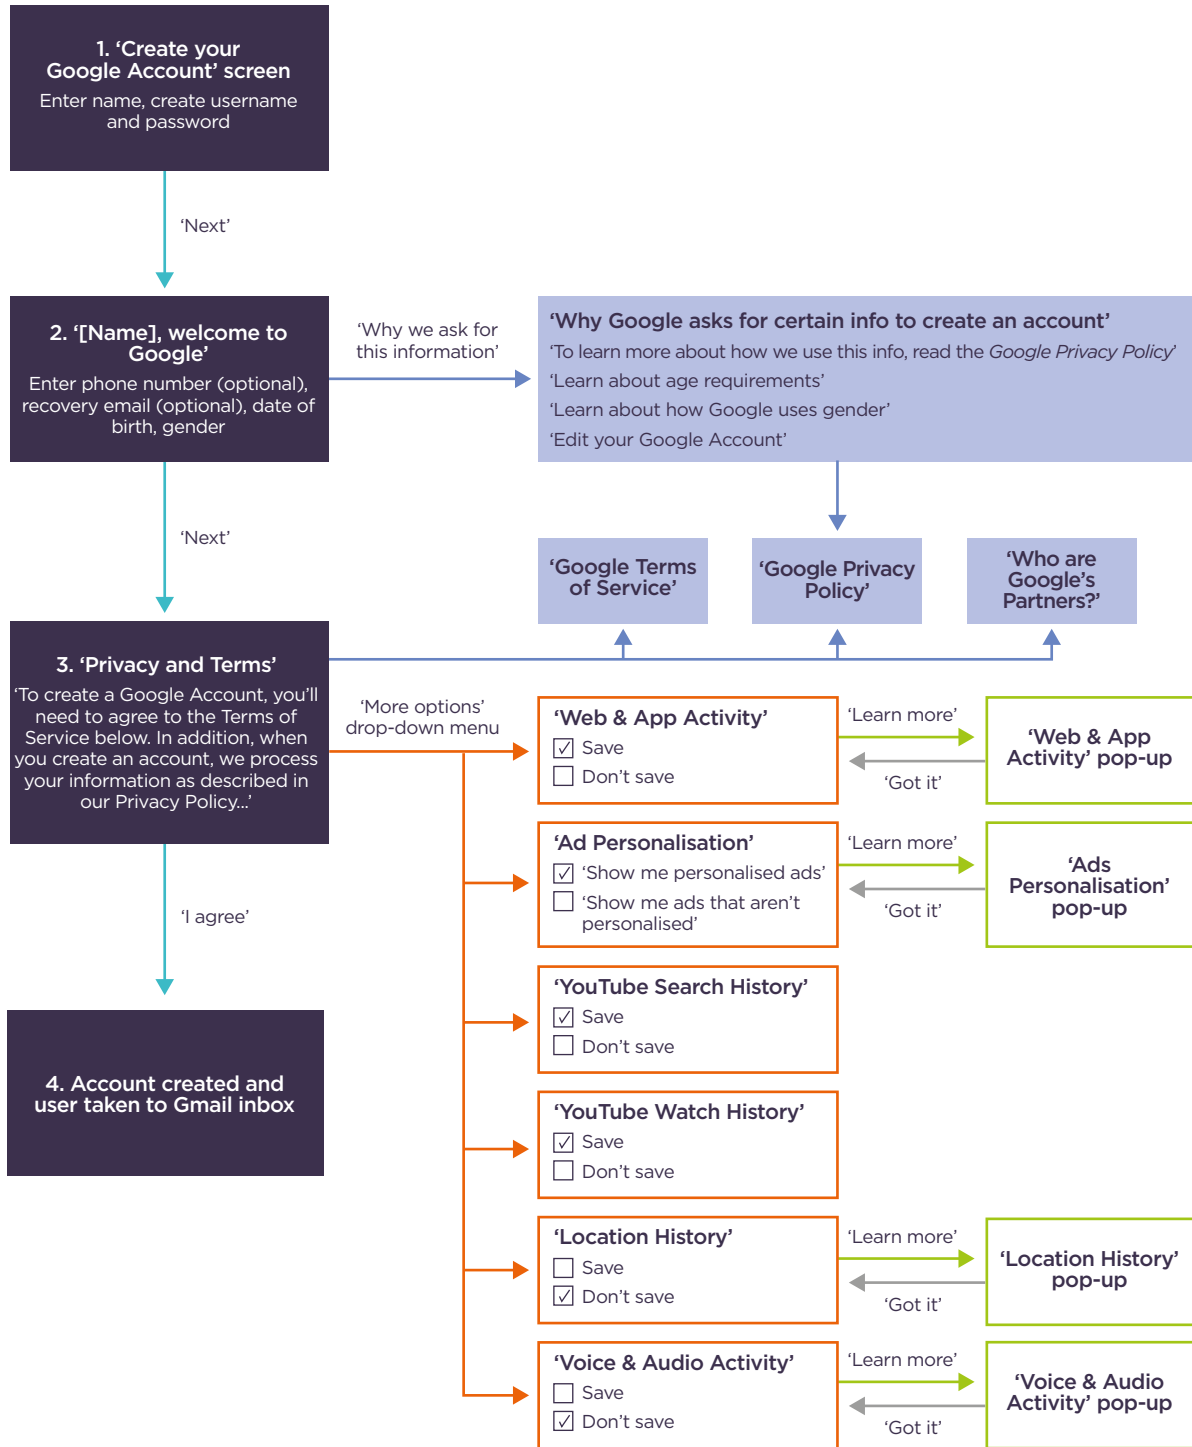 1. ‘Create your
Google Account’ screen
Enter name, create username
and password
‘Next’
2. ‘[Name], welcome to
Google’
Enter phone number (optional),
recovery email (optional), date of
birth, gender
‘Why we ask for
this information’
‘Why Google asks for certain info to create an account’
‘To learn more about how we use this info, read the Google Privacy Policy’
‘Learn about age requirements’
‘Learn about how Google uses gender’
‘Edit your Google Account’
‘Next’
‘Google Terms
of Service’
‘Google Privacy
Policy’
‘Who are
Google’s
Partners?’
3. ‘Privacy and Terms’
‘To create a Google Account, you’ll
need to agree to the Terms of
Service below. In addition, when
you create an account, we process
your information as described in
our Privacy Policy...’
‘More options’
drop-down menu
‘Web & App Activity’
Save
Don’t save
‘Learn more’
‘Got it’
‘Web & App
Activity’ pop-up
‘Ad Personalisation’
‘Show me personalised ads’
‘Show me ads that aren’t
personalised’
‘Learn more’
‘Got it’
‘Ads
Personalisation’
pop-up
‘I agree’
4. Account created and
user taken to Gmail inbox
‘YouTube Search History’
Save
Don’t save
‘YouTube Watch History’
Save
Don’t save
‘Location History’
Save
Don’t save
‘Learn more’
‘Got it’
‘Location History’
pop-up
‘Voice & Audio Activity’
Save
Don’t save
‘Learn more’
‘Got it’
‘Voice & Audio
Activity’ pop-up